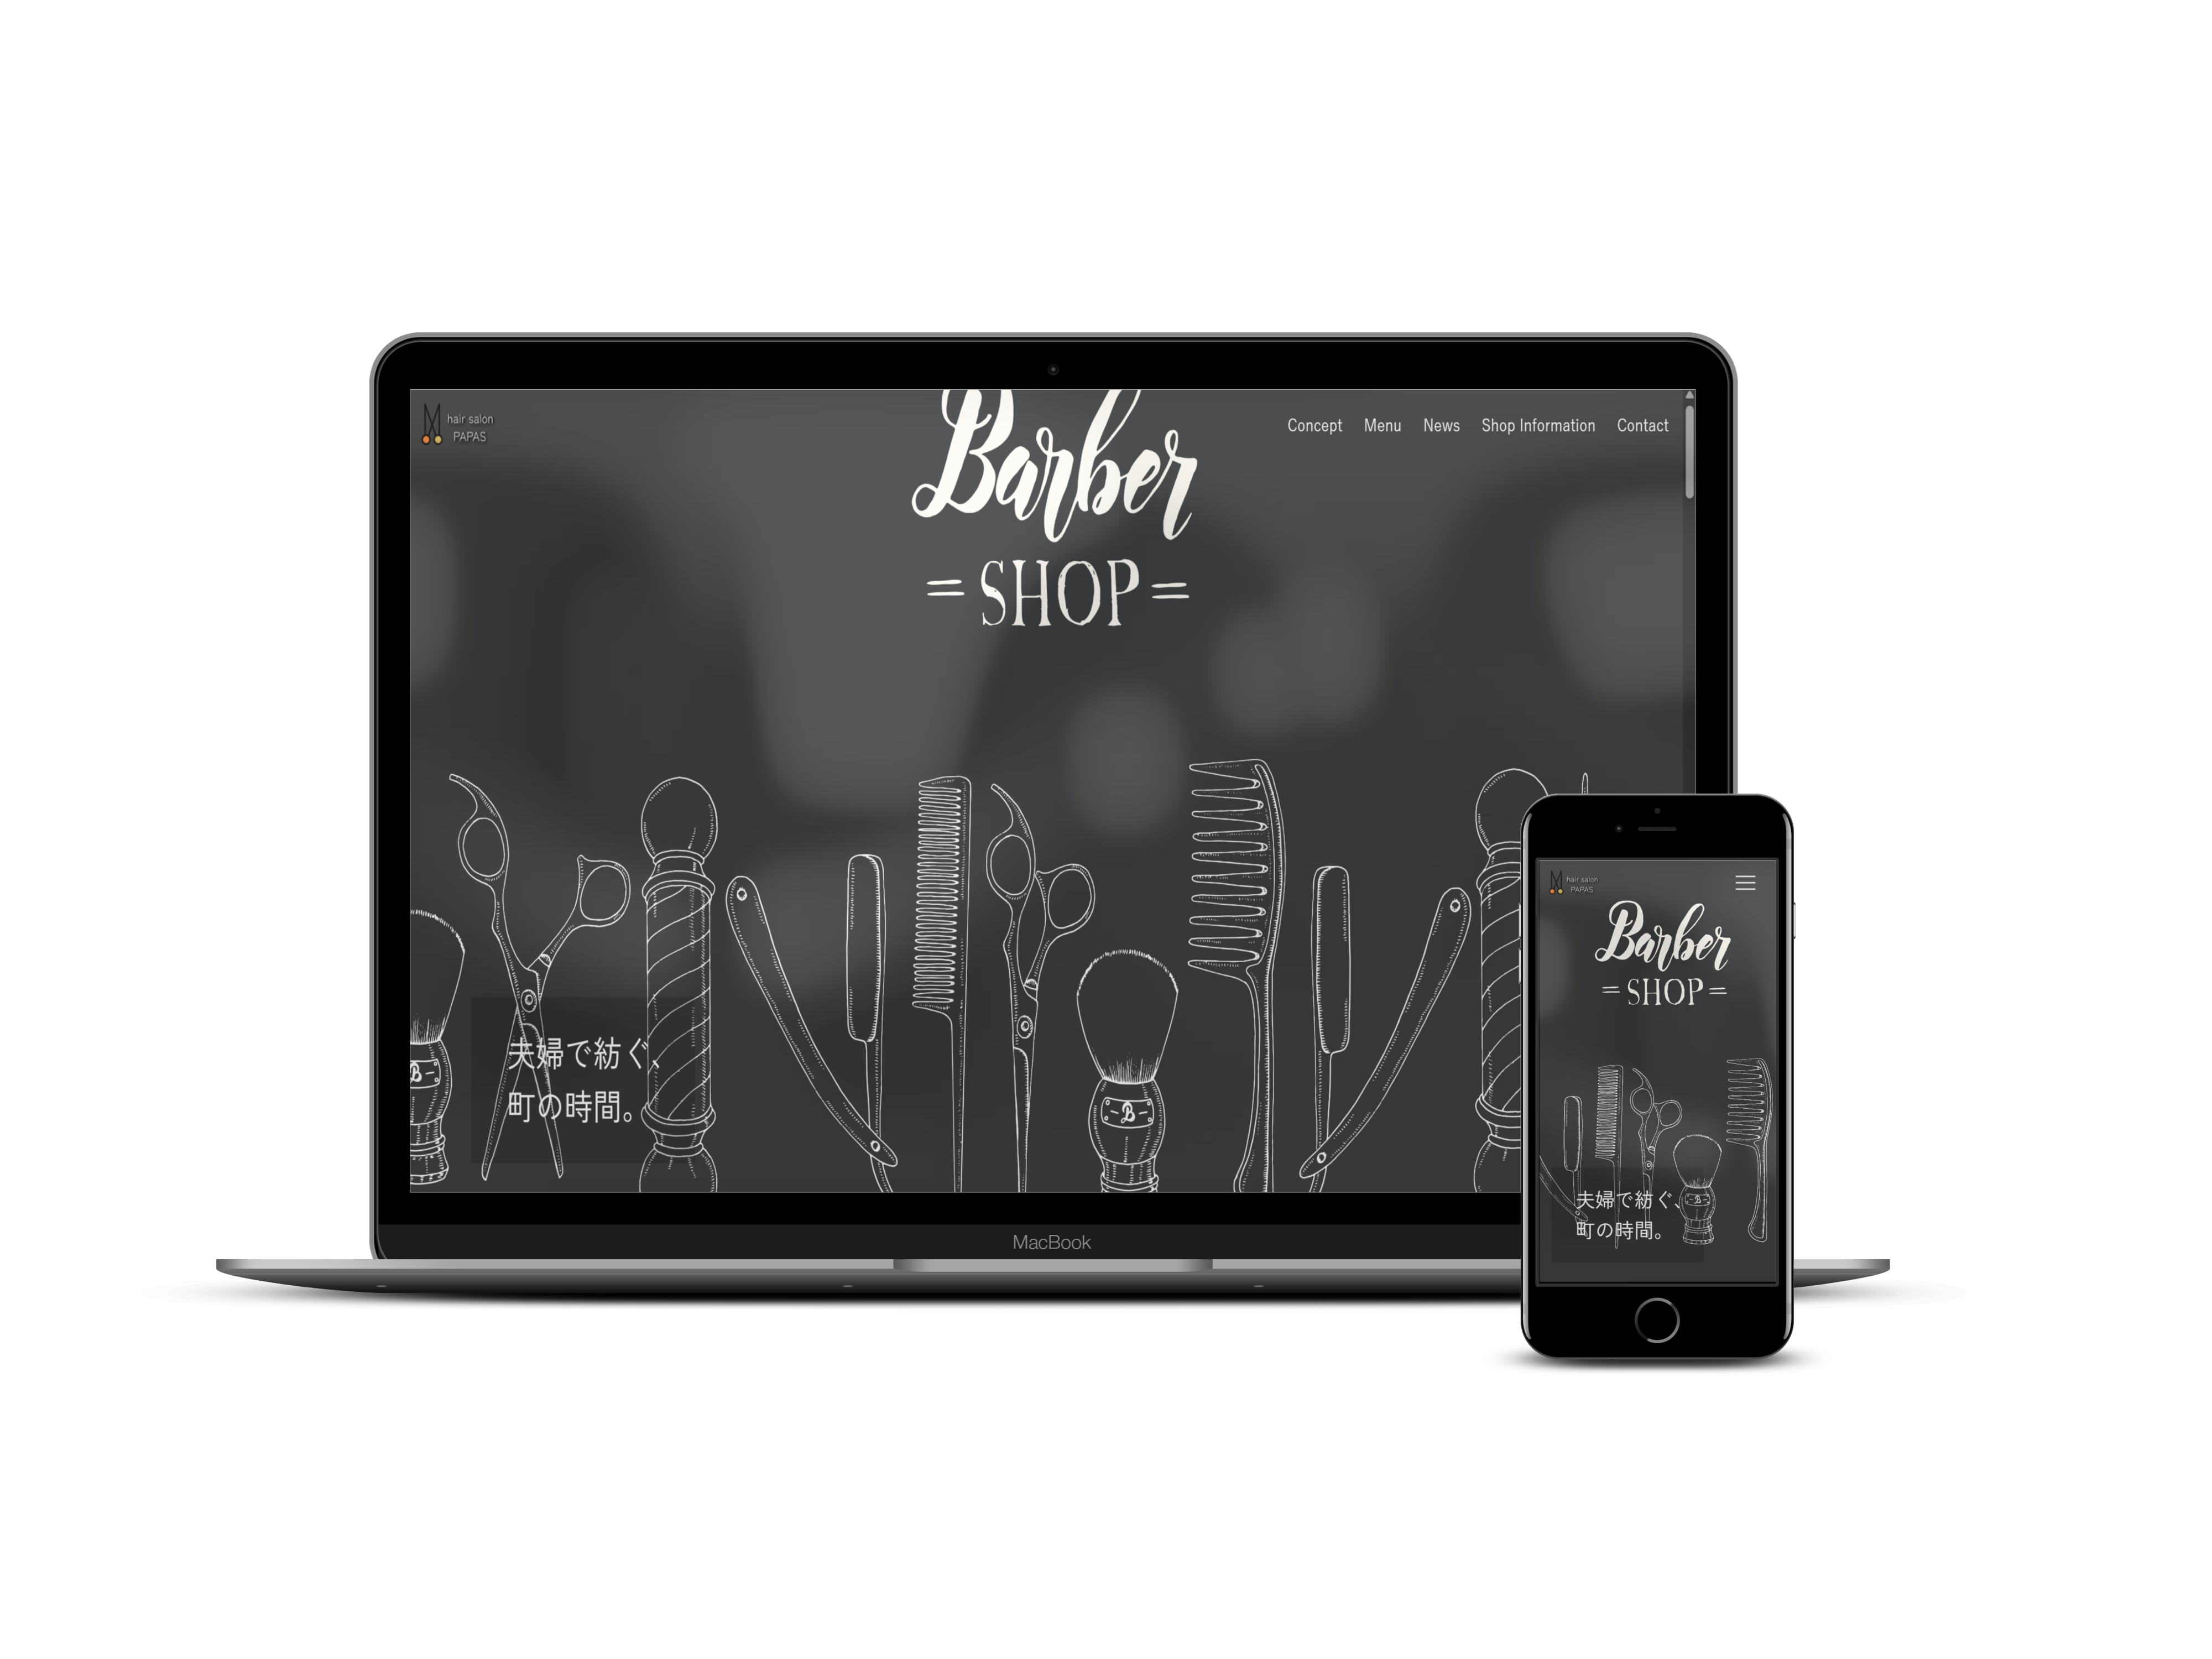 hair salon
PAPAS
Concept Menu News Shop Information Contact
Barber
= SHOP =
B
B
夫婦で紡ぐ、
町の時間。
MacBook
hair salon
PAPAS
Barber
= SHOP =
B
夫婦で紡ぐ、
町の時間。